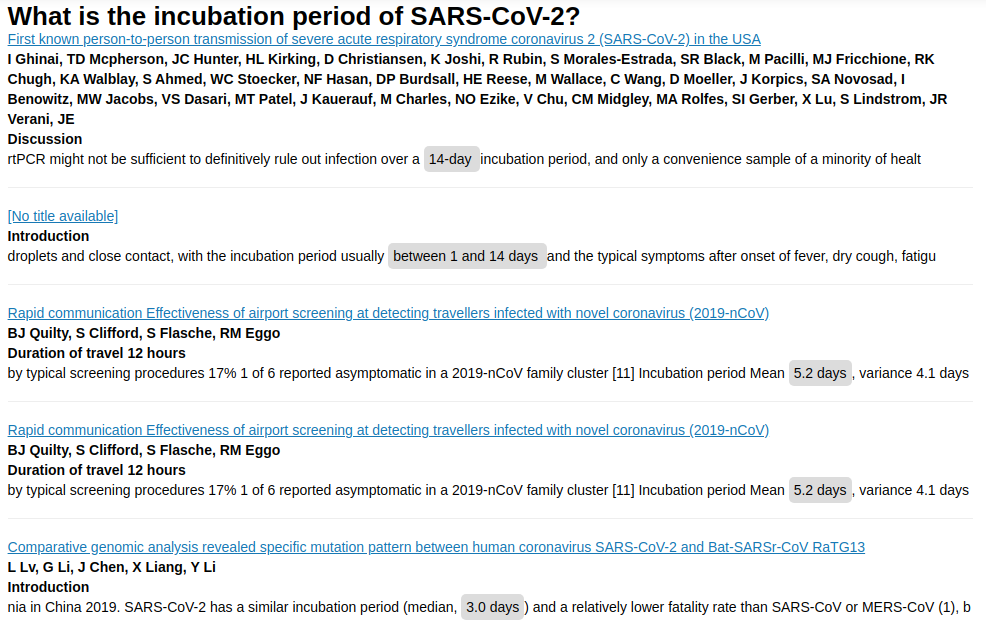 What is the incubation period of SARS-CoV-2?
First known person-to-person transmission of severe acute respiratory syndrome coronavirus 2 (SARS-CoV-2) in the USA
I Ghinai, TD Mcpherson, JC Hunter, HL Kirking, D Christiansen, K Joshi, R Rubin, S Morales-Estrada, SR Black, M Pacilli, MJ Fricchione, RK
Chugh, KA Walblay, S Ahmed, WC Stoecker, NF Hasan, DP Burdsall, HE Reese, M Wallace, C Wang, D Moeller, J Korpics, SA Novosad, I
Benowitz, MW Jacobs, VS Dasari, MT Patel, J Kauerauf, M Charles, NO Ezike, V Chu, CM Midgley, MA Rolfes, SI Gerber, X Lu, S Lindstrom, JR
Verani, JE
Discussion
rtPCR might not be sufficient to definitively rule out infection over a 14-day incubation period, and only a convenience sample of a minority of healt
[No title available]
Introduction
droplets and close contact, with the incubation period usually between 1 and 14 days and the typical symptoms after onset of fever, dry cough, fatigu
Rapid communication Effectiveness of airport screening at detecting travellers infected with novel coronavirus (2019-nCoV)
BJ Quilty, S Clifford, S Flasche, RM Eggo
Duration of travel 12 hours
by typical screening procedures 17% 1 of 6 reported asymptomatic in a 2019-nCoV family cluster [11] Incubation period Mean 5.2 days , variance 4.1 days
Rapid communication Effectiveness of airport screening at detecting travellers infected with novel coronavirus (2019-nCoV)
BJ Quilty, S Clifford, S Flasche, RM Eggo
Duration of travel 12 hours
by typical screening procedures 17% 1 of 6 reported asymptomatic in a 2019-nCoV family cluster [11] Incubation period Mean 5.2 days , variance 4.1 days
Comparative genomic analysis revealed specific mutation pattern between human coronavirus SARS-CoV-2 and Bat-SARSr-CoV RaTG13
L Lv, G Li, J Chen, X Liang, Y Li
Introduction
nia in China 2019. SARS-CoV-2 has a similar incubation period (median, 3.0 days ) and a relatively lower fatality rate than SARS-CoV or MERS-CoV (1), b